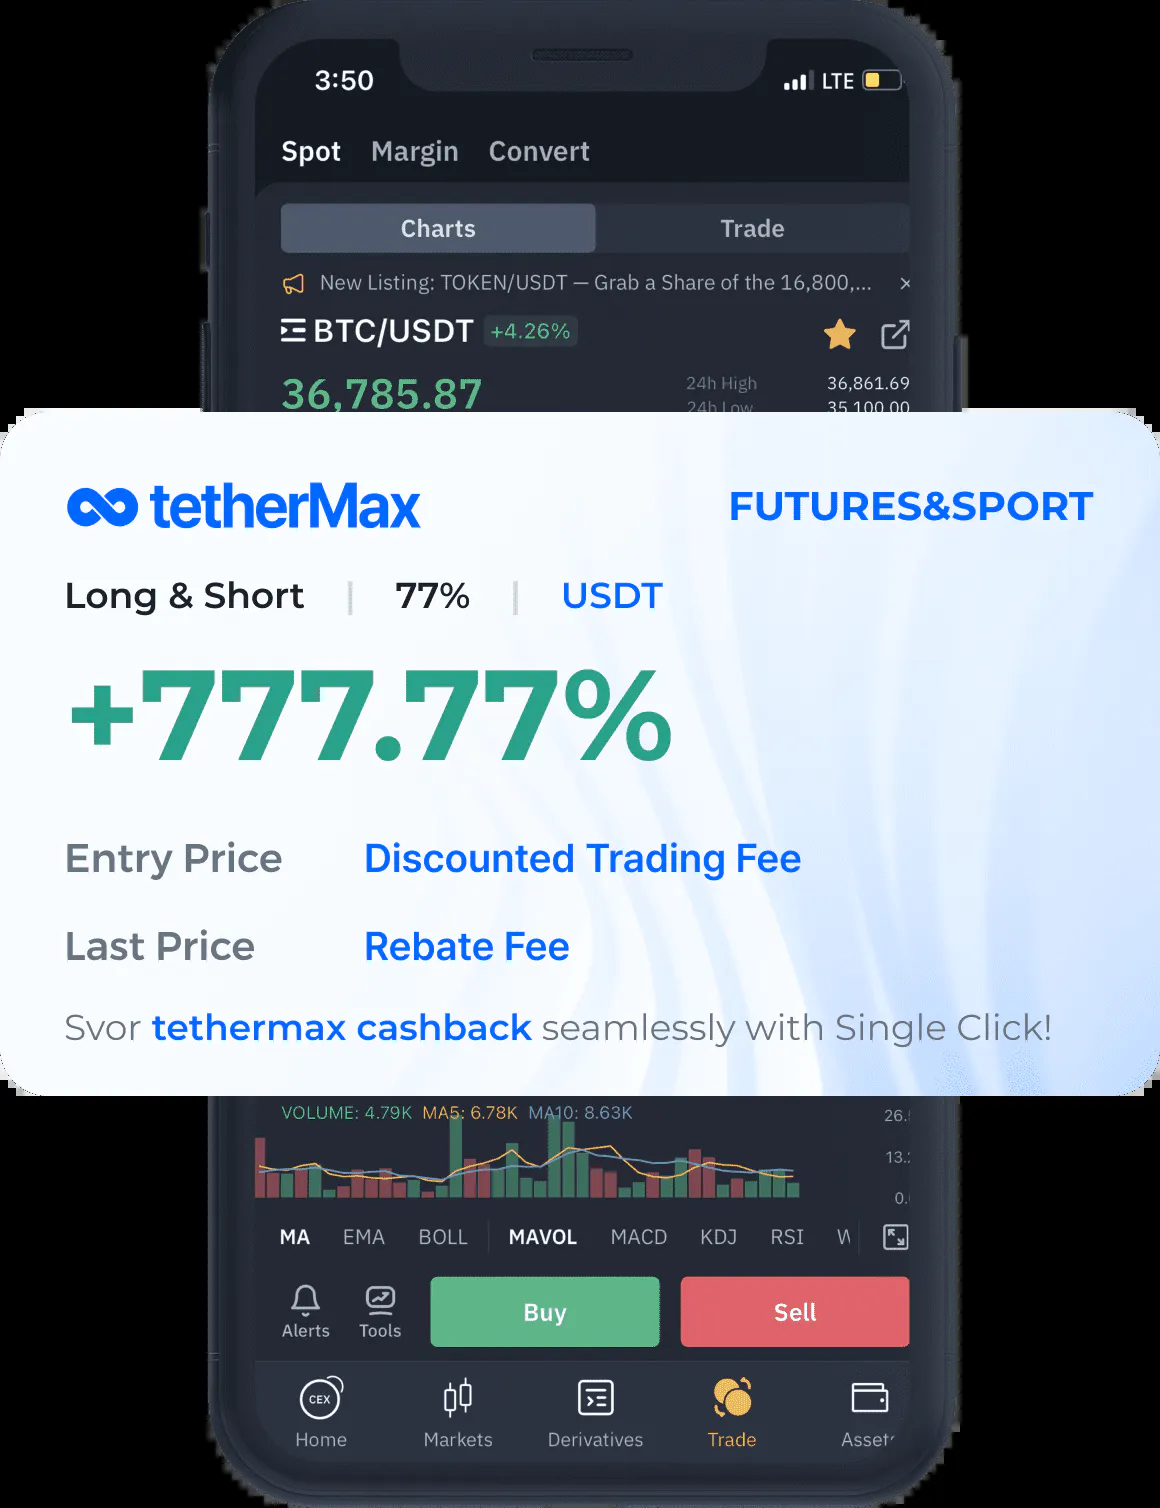 3:50 LTE
Spot Margin Convert
Charts Trade
New Listing: TOKEN/USDT — Grab a Share of the 16,800,...
BTC/USDT +4.26%
36,785.87
24h High 36,861.69
24h Low 35,100.00
tetherMax FUTURES&SPORT
Long & Short 77% USDT
+777.77%
Entry Price Discounted Trading Fee
Last Price Rebate Fee
Svor tethermax cashback seamlessly with Single Click!
VOLUME: 4.79K MA5: 6.78K MA10: 8.63K
26.
13.
0.
MA EMA BOLL MAVOL MACD KDJ RSI W
Alerts Tools Buy Sell
CEX
Home Markets Derivatives Trade Assets